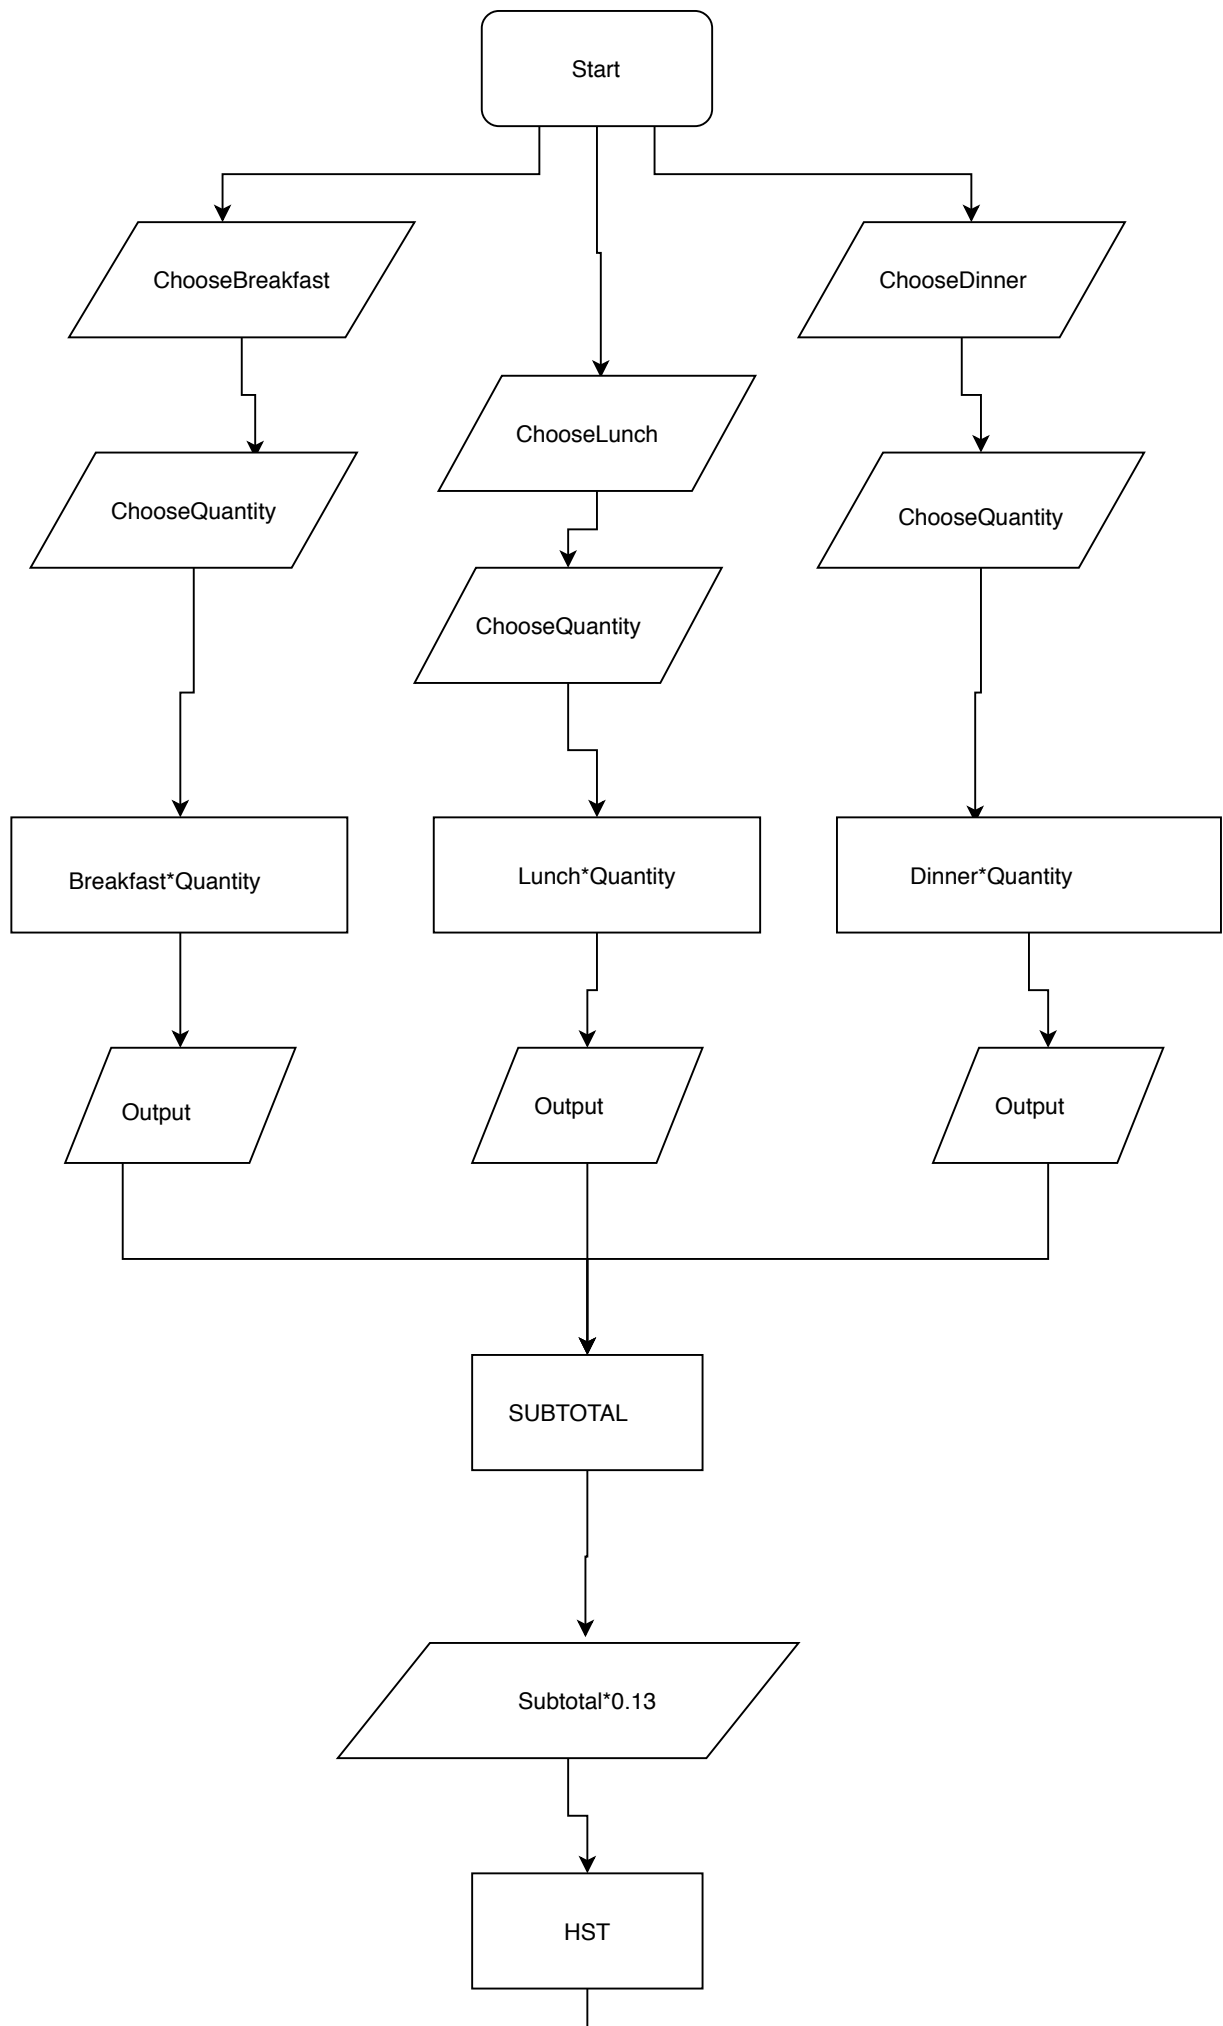 Start
ChooseBreakfast
ChooseDinner
ChooseLunch
ChooseQuantity
ChooseQuantity
ChooseQuantity
Breakfast*Quantity
Lunch*Quantity
Dinner*Quantity
Output
Output
Output
SUBTOTAL
Subtotal*0.13
HST